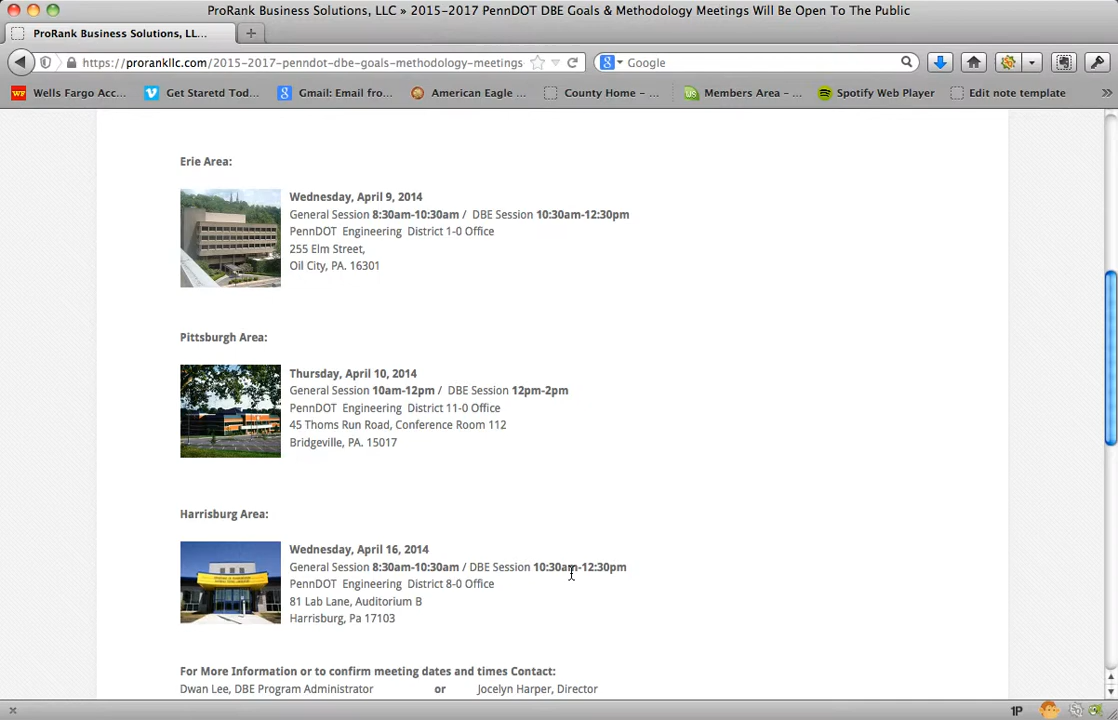 ProRank Business Solutions, LLC » 2015-2017 PennDOT DBE Goals & Methodology Meetings Will Be Open To The Public
ProRank Business Solutions, LL...
https://prorankllc.com/2015-2017-penndot-dbe-goals-methodology-meetings
Google
Wells Fargo Acc...
Get Staretd Tod...
Gmail: Email fro...
American Eagle ...
County Home – ...
Members Area – ...
Spotify Web Player
Edit note template
Erie Area:
Wednesday, April 9, 2014
General Session 8:30am-10:30am / DBE Session 10:30am-12:30pm
PennDOT Engineering District 1-0 Office
255 Elm Street,
Oil City, PA. 16301
Pittsburgh Area:
Thursday, April 10, 2014
General Session 10am-12pm / DBE Session 12pm-2pm
PennDOT Engineering District 11-0 Office
45 Thoms Run Road, Conference Room 112
Bridgeville, PA. 15017
Harrisburg Area:
Wednesday, April 16, 2014
General Session 8:30am-10:30am / DBE Session 10:30am-12:30pm
PennDOT Engineering District 8-0 Office
81 Lab Lane, Auditorium B
Harrisburg, Pa 17103
For More Information or to confirm meeting dates and times Contact:
Dwan Lee, DBE Program Administrator or Jocelyn Harper, Director
1P